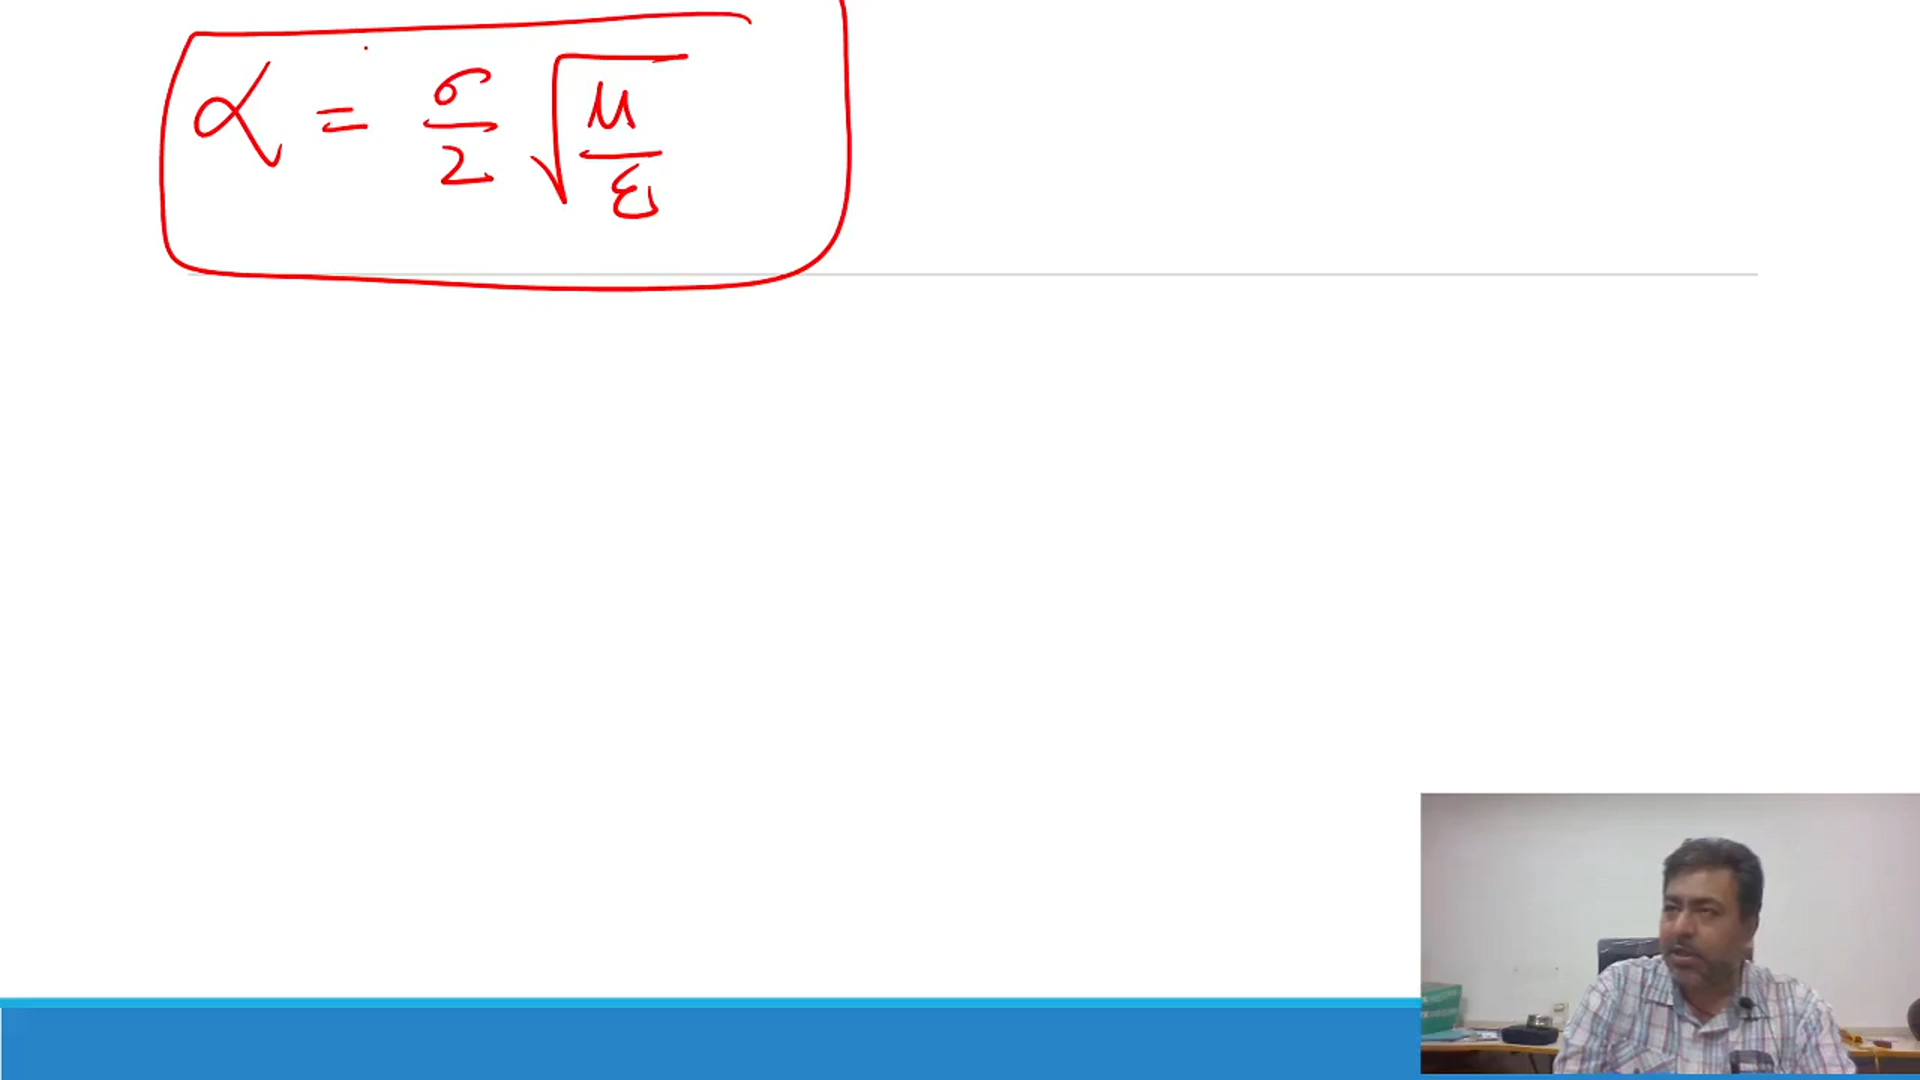 α = σ/2 √(μ/ε)